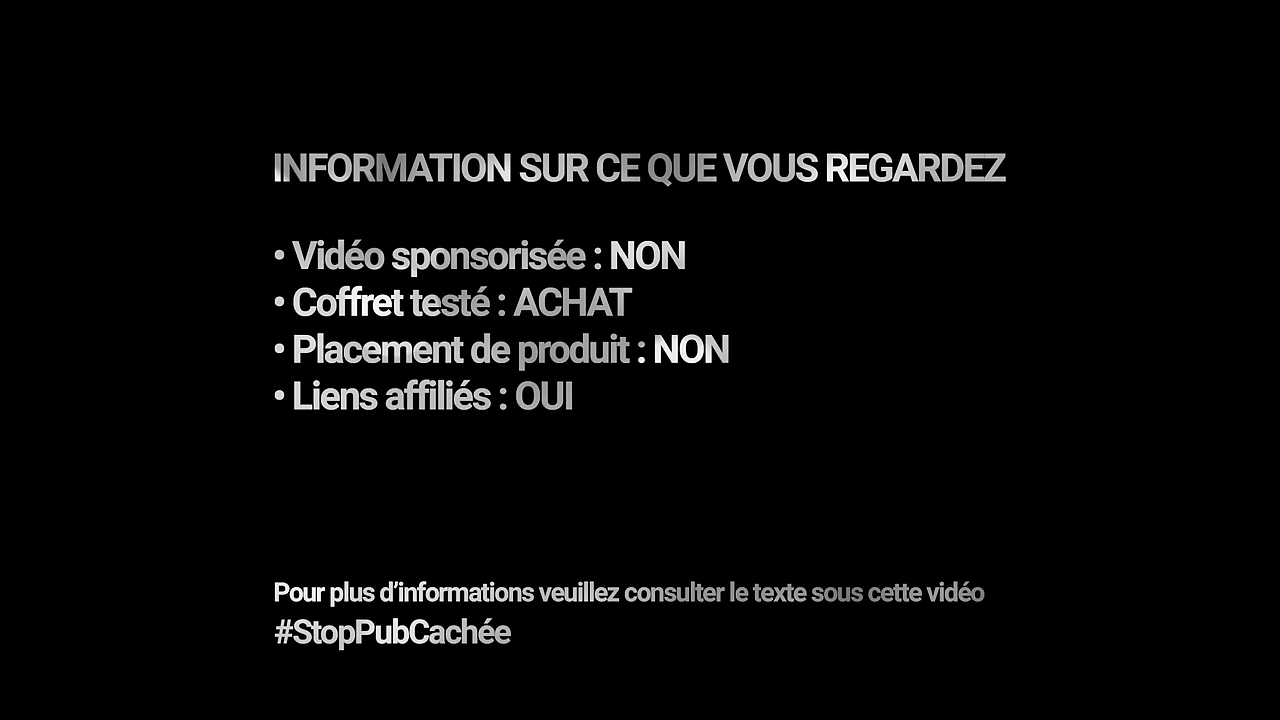 INFORMATION SUR CE QUE VOUS REGARDEZ
• Vidéo sponsorisée : NON
• Coffret testé : ACHAT
• Placement de produit : NON
• Liens affiliés : OUI
Pour plus d’informations veuillez consulter le texte sous cette vidéo
#StopPubCachée